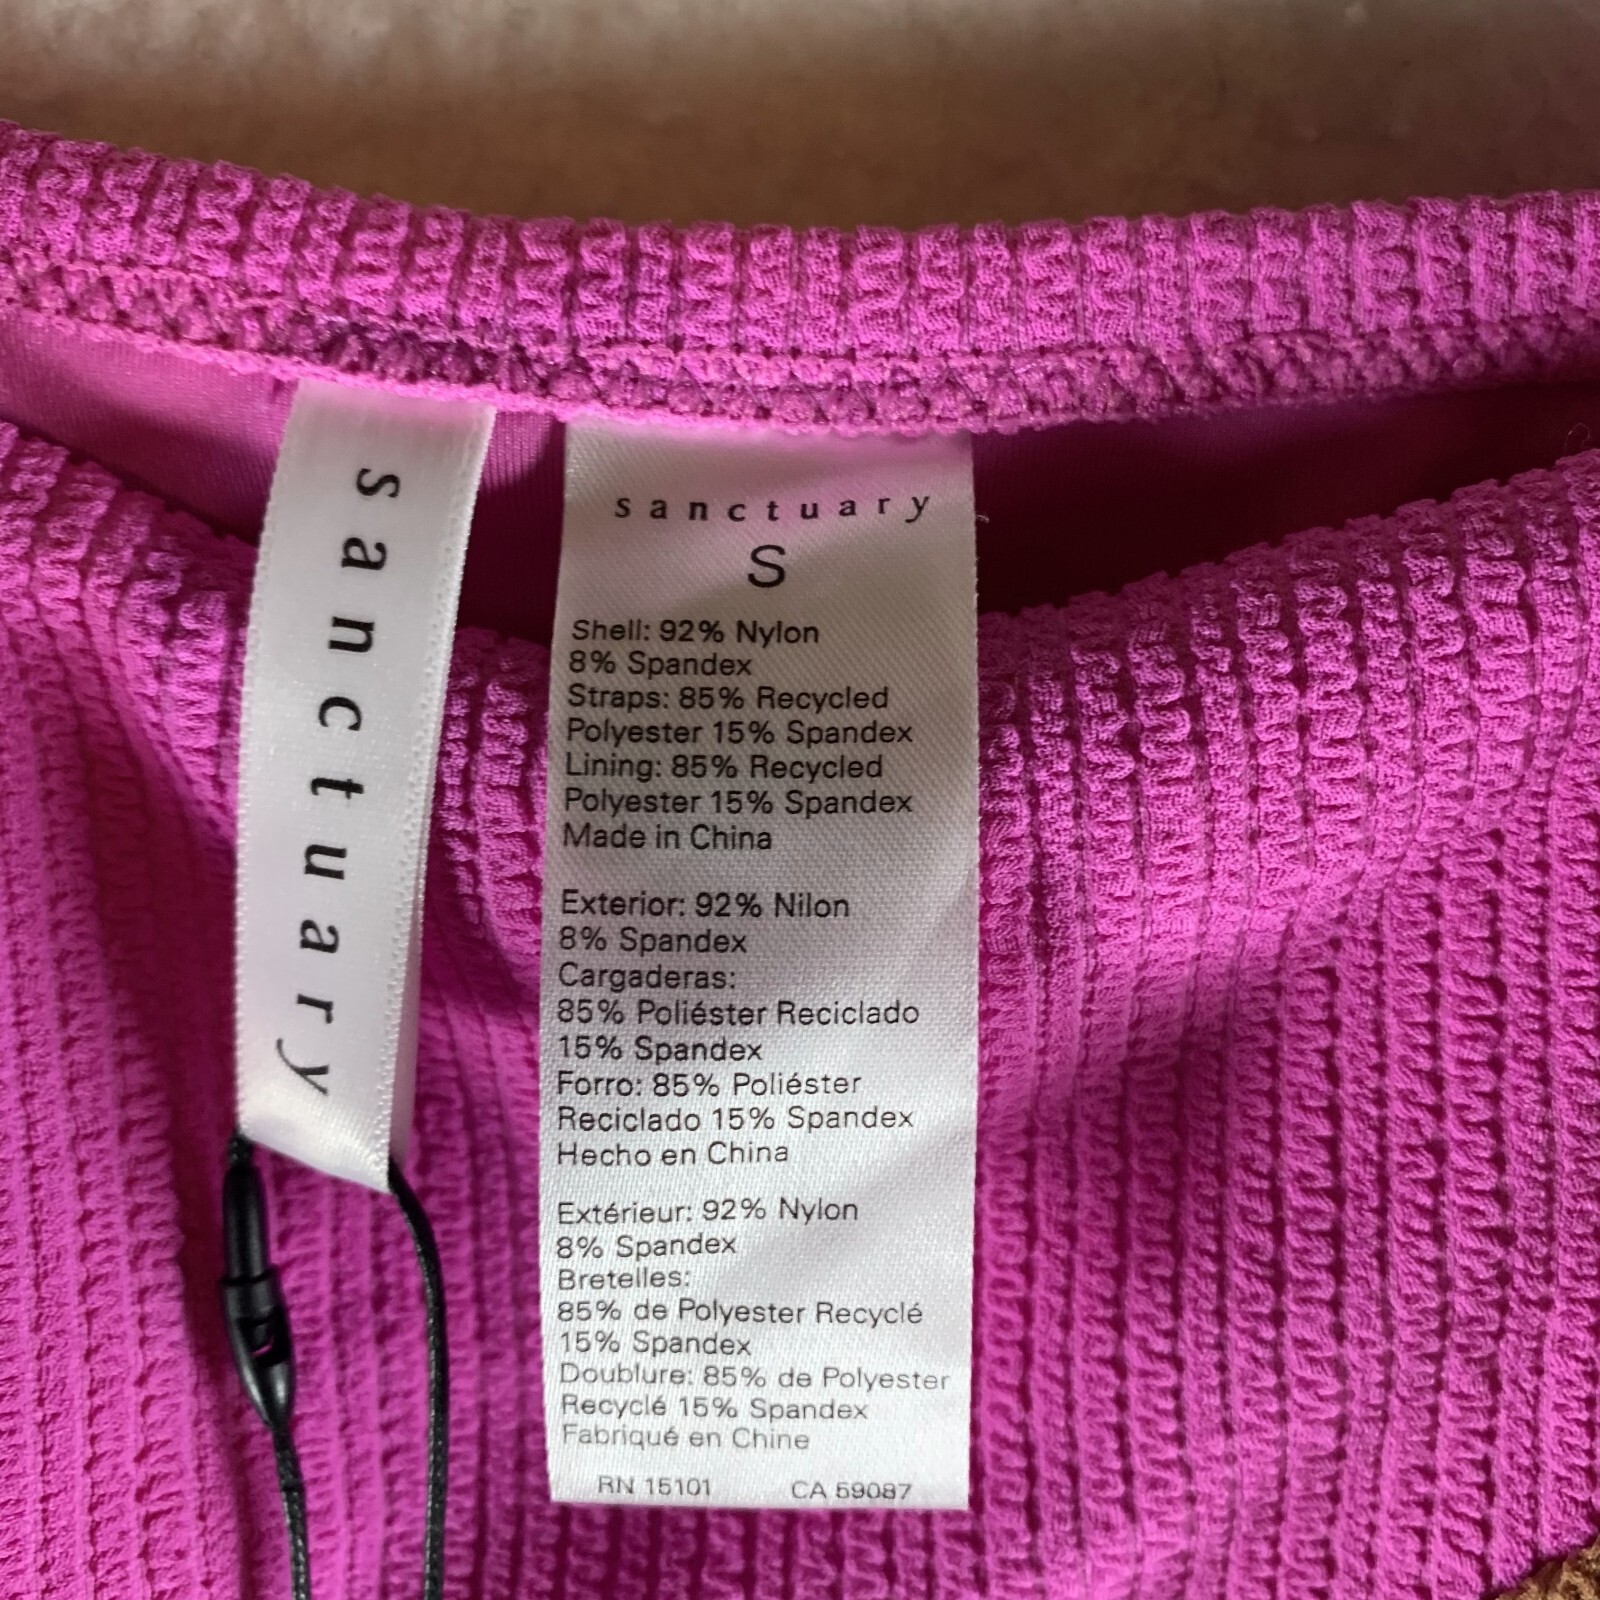 sanctuary
sanctuary
S
Shell: 92% Nylon
8% Spandex
Straps: 85% Recycled
Polyester 15% Spandex
Lining: 85% Recycled
Polyester 15% Spandex
Made in China
Exterior: 92% Nilon
8% Spandex
Cargaderas:
85% Poliéster Reciclado
15% Spandex
Forro: 85% Poliéster
Reciclado 15% Spandex
Hecho en China
Extérieur: 92% Nylon
8% Spandex
Bretelles:
85% de Polyester Recyclé
15% Spandex
Doublure: 85% de Polyester
Recyclé 15% Spandex
Fabriqué en Chine
RN 15101 CA 59087